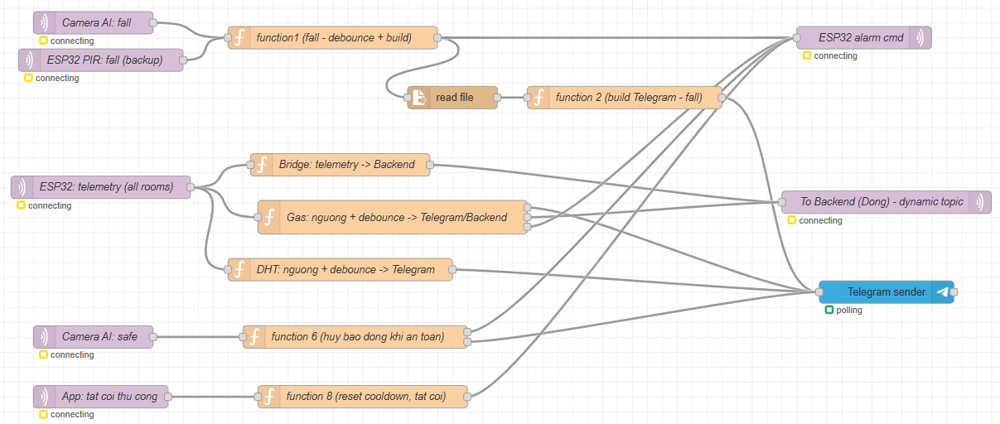 Camera AI: fall
connecting
function1 (fall - debounce + build)
ESP32 alarm cmd
connecting
ESP32 PIR: fall (backup)
connecting
read file
function 2 (build Telegram - fall)
Bridge: telemetry -> Backend
ESP32: telemetry (all rooms)
connecting
To Backend (Dong) - dynamic topic
connecting
Gas: nguong + debounce -> Telegram/Backend
DHT: nguong + debounce -> Telegram
Telegram sender
polling
Camera AI: safe
connecting
function 6 (huy bao dong khi an toan)
App: tat coi thu cong
connecting
function 8 (reset cooldown, tat coi)